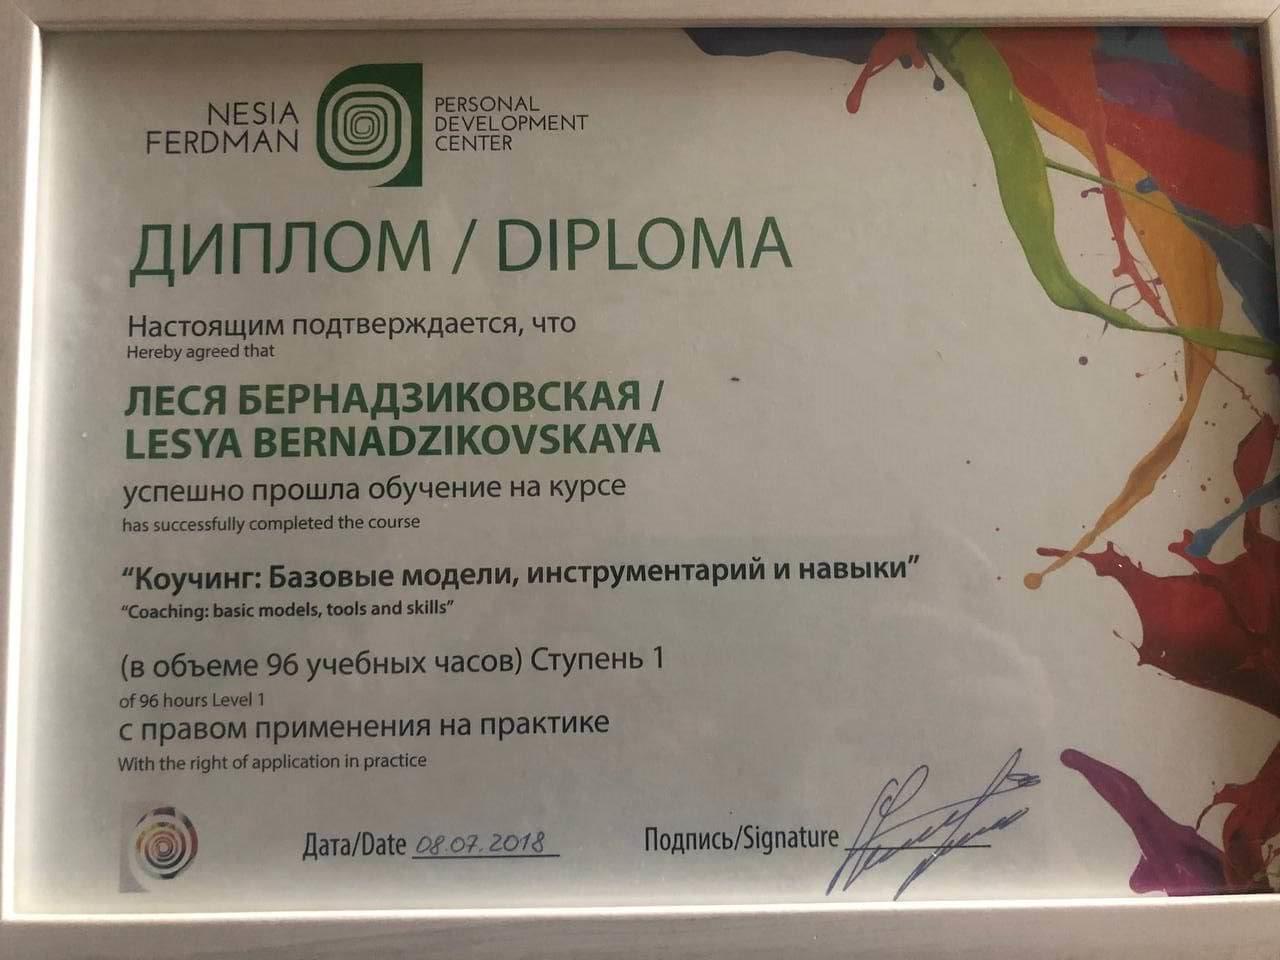 NESIA
FERDMAN
PERSONAL
DEVELOPMENT
CENTER
ДИПЛОМ / DIPLOMA
Настоящим подтверждается, что
Hereby agreed that
ЛЕСЯ БЕРНАДЗИКОВСКАЯ /
LESYA BERNADZIKOVSKAYA
успешно прошла обучение на курсе
has successfully completed the course
“Коучинг: Базовые модели, инструментарий и навыки”
“Coaching: basic models, tools and skills”
(в объеме 96 учебных часов) Ступень 1
of 96 hours Level 1
с правом применения на практике
With the right of application in practice
Дата/Date 08.07.2018
Подпись/Signature